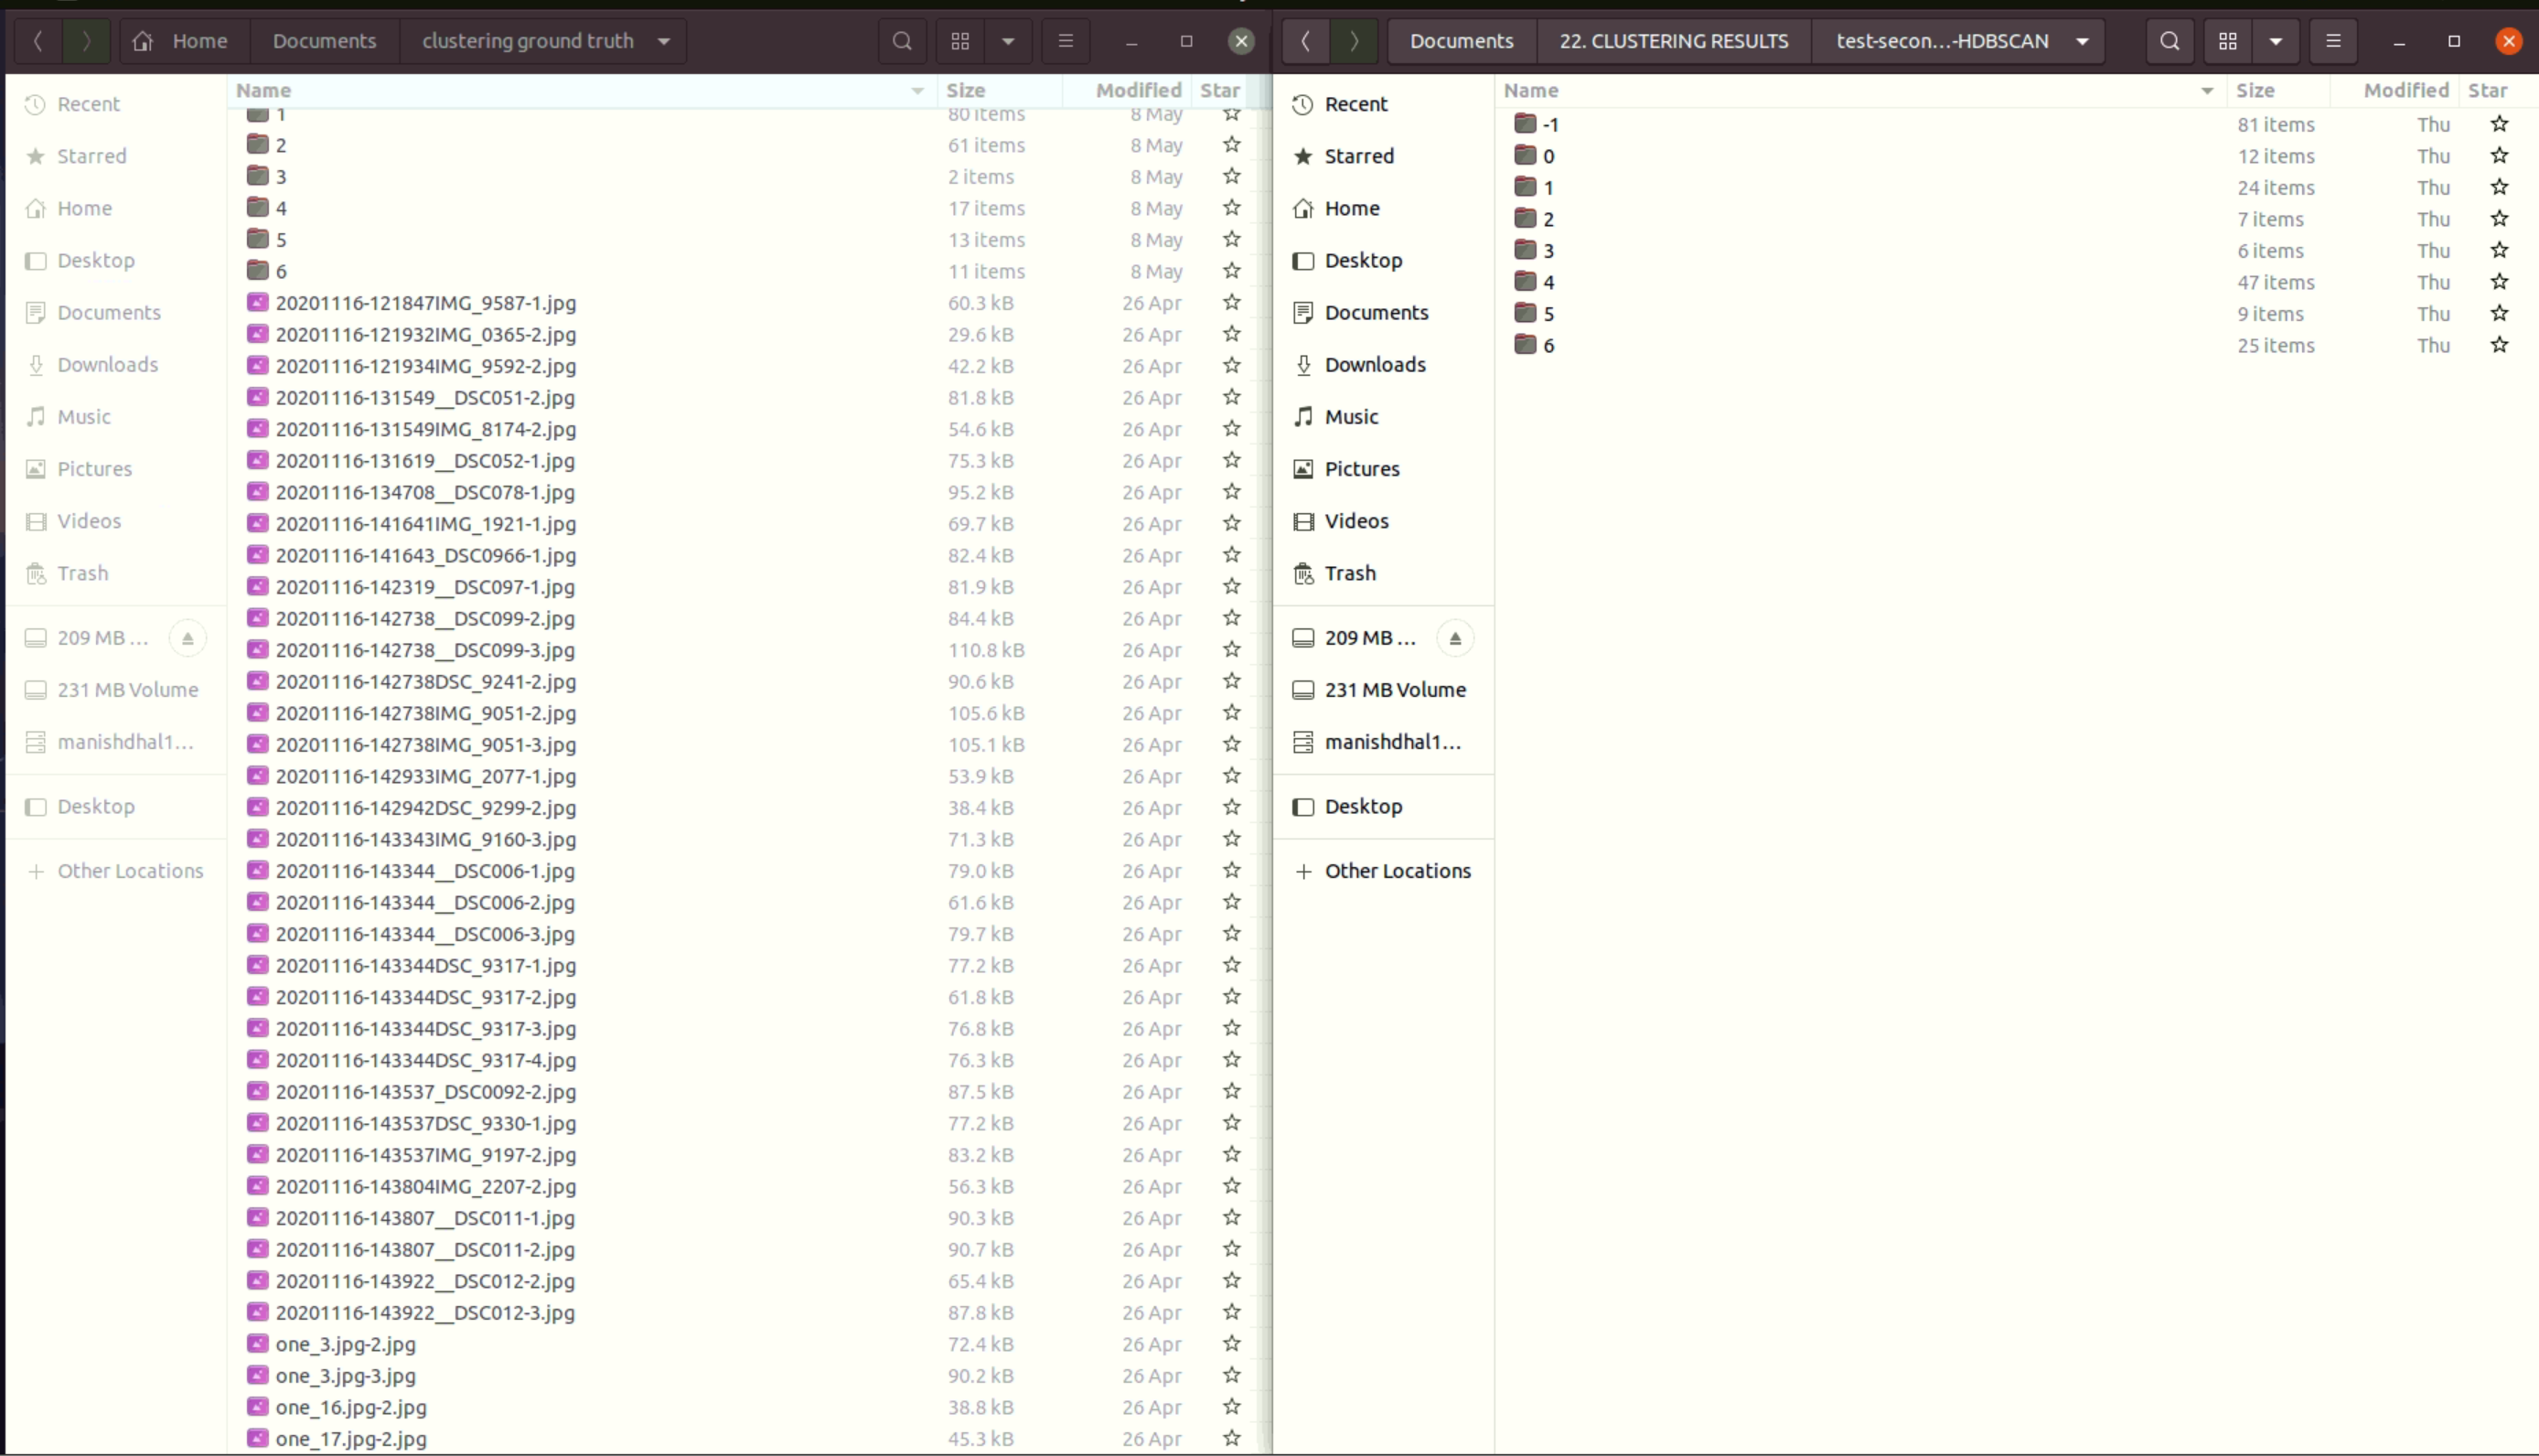 Home Documents clustering ground truth
Name Size Modified Star
1 80 items 8 May
2 61 items 8 May
3 2 items 8 May
4 17 items 8 May
5 13 items 8 May
6 11 items 8 May
20201116-121847IMG_9587-1.jpg 60.3 kB 26 Apr
20201116-121932IMG_0365-2.jpg 29.6 kB 26 Apr
20201116-121934IMG_9592-2.jpg 42.2 kB 26 Apr
20201116-131549__DSC051-2.jpg 81.8 kB 26 Apr
20201116-131549IMG_8174-2.jpg 54.6 kB 26 Apr
20201116-131619__DSC052-1.jpg 75.3 kB 26 Apr
20201116-134708__DSC078-1.jpg 95.2 kB 26 Apr
20201116-141641IMG_1921-1.jpg 69.7 kB 26 Apr
20201116-141643_DSC0966-1.jpg 82.4 kB 26 Apr
20201116-142319__DSC097-1.jpg 81.9 kB 26 Apr
20201116-142738__DSC099-2.jpg 84.4 kB 26 Apr
20201116-142738__DSC099-3.jpg 110.8 kB 26 Apr
20201116-142738DSC_9241-2.jpg 90.6 kB 26 Apr
20201116-142738IMG_9051-2.jpg 105.6 kB 26 Apr
20201116-142738IMG_9051-3.jpg 105.1 kB 26 Apr
20201116-142933IMG_2077-1.jpg 53.9 kB 26 Apr
20201116-142942DSC_9299-2.jpg 38.4 kB 26 Apr
20201116-143343IMG_9160-3.jpg 71.3 kB 26 Apr
20201116-143344__DSC006-1.jpg 79.0 kB 26 Apr
20201116-143344__DSC006-2.jpg 61.6 kB 26 Apr
20201116-143344__DSC006-3.jpg 79.7 kB 26 Apr
20201116-143344DSC_9317-1.jpg 77.2 kB 26 Apr
20201116-143344DSC_9317-2.jpg 61.8 kB 26 Apr
20201116-143344DSC_9317-3.jpg 76.8 kB 26 Apr
20201116-143344DSC_9317-4.jpg 76.3 kB 26 Apr
20201116-143537_DSC0092-2.jpg 87.5 kB 26 Apr
20201116-143537DSC_9330-1.jpg 77.2 kB 26 Apr
20201116-143537IMG_9197-2.jpg 83.2 kB 26 Apr
20201116-143804IMG_2207-2.jpg 56.3 kB 26 Apr
20201116-143807__DSC011-1.jpg 90.3 kB 26 Apr
20201116-143807__DSC011-2.jpg 90.7 kB 26 Apr
20201116-143922__DSC012-2.jpg 65.4 kB 26 Apr
20201116-143922__DSC012-3.jpg 87.8 kB 26 Apr
one_3.jpg-2.jpg 72.4 kB 26 Apr
one_3.jpg-3.jpg 90.2 kB 26 Apr
one_16.jpg-2.jpg 38.8 kB 26 Apr
one_17.jpg-2.jpg 45.3 kB 26 Apr
Recent
Starred
Home
Desktop
Documents
Downloads
Music
Pictures
Videos
Trash
209 MB ...
231 MB Volume
manishdhal1...
Desktop
Other Locations
Documents 22. CLUSTERING RESULTS test-secon...-HDBSCAN
Recent
Starred
Home
Desktop
Documents
Downloads
Music
Pictures
Videos
Trash
209 MB ...
231 MB Volume
manishdhal1...
Desktop
Other Locations
Name Size Modified Star
-1 81 items Thu
0 12 items Thu
1 24 items Thu
2 7 items Thu
3 6 items Thu
4 47 items Thu
5 9 items Thu
6 25 items Thu